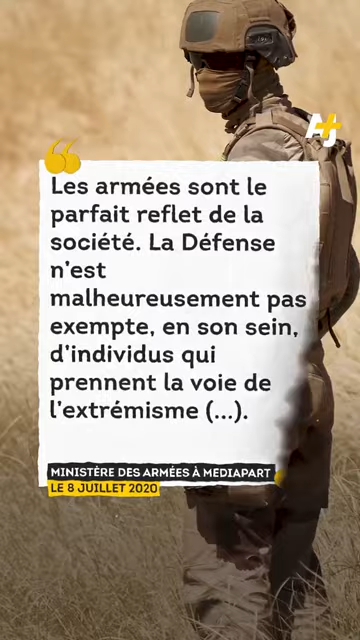 AJ+
Les armées sont le
parfait reflet de la
société. La Défense
n'est
malheureusement pas
exempte, en son sein,
d'individus qui
prennent la voie de
l'extrémisme (...).
MINISTÈRE DES ARMÉES À MEDIAPART
LE 8 JUILLET 2020